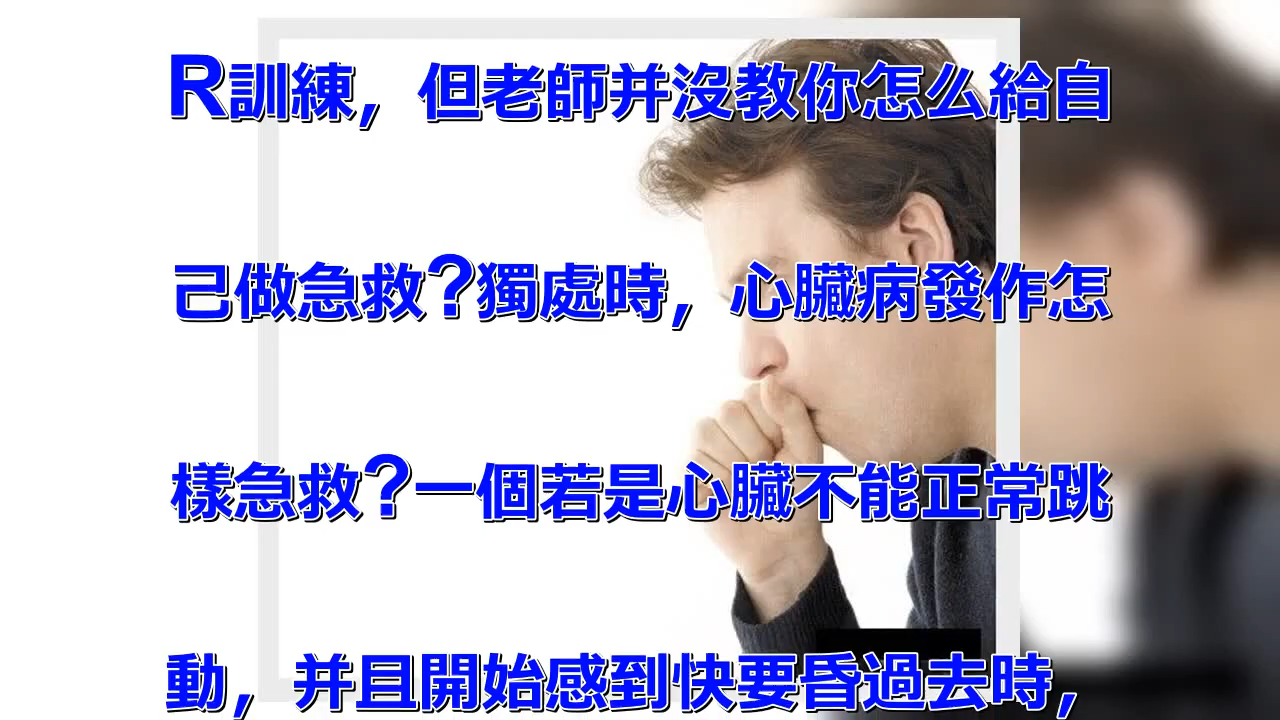 R訓練，但老師并沒教你怎么給自
己做急救?獨處時，心臟病發作怎
樣急救?一個若是心臟不能正常跳
動，并且開始感到快要昏過去時，